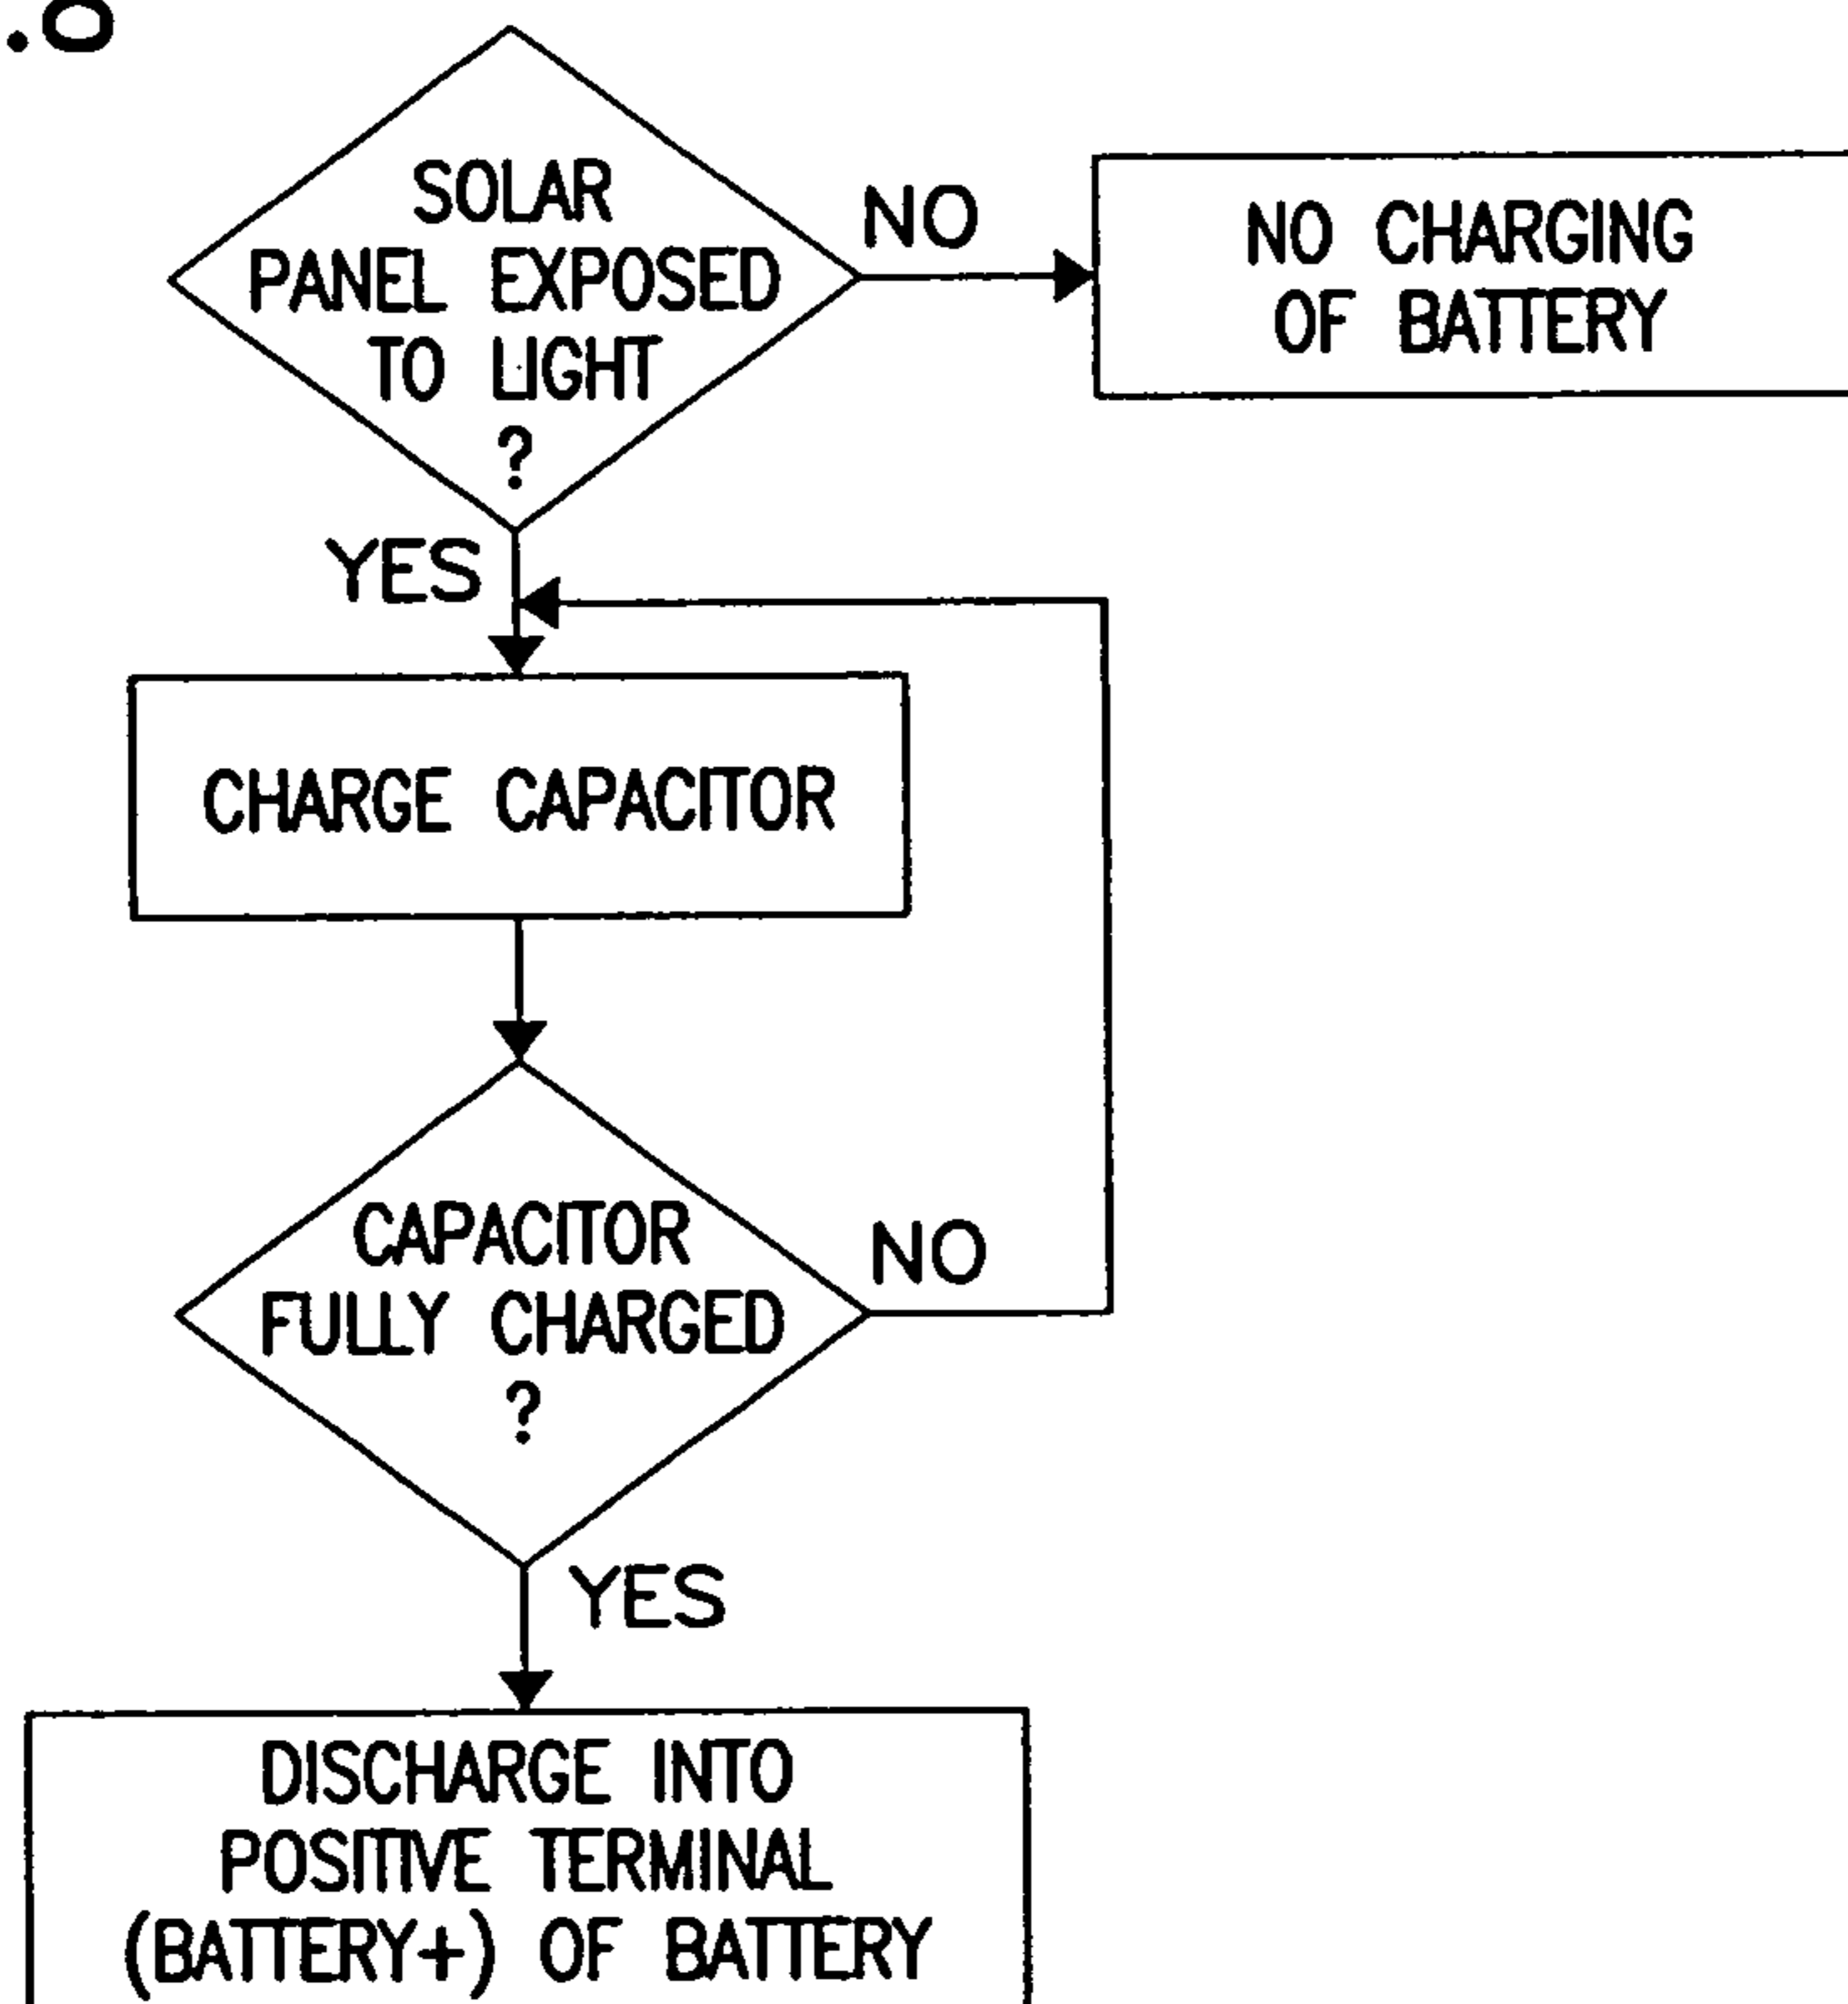 SOLAR
PANEL EXPOSED
TO LIGHT
?
NO
NO CHARGING
OF BATTERY
YES
CHARGE CAPACITOR
CAPACITOR
FULLY CHARGED
?
NO
YES
DISCHARGE INTO
POSITIVE TERMINAL
(BATTERY+) OF BATTERY